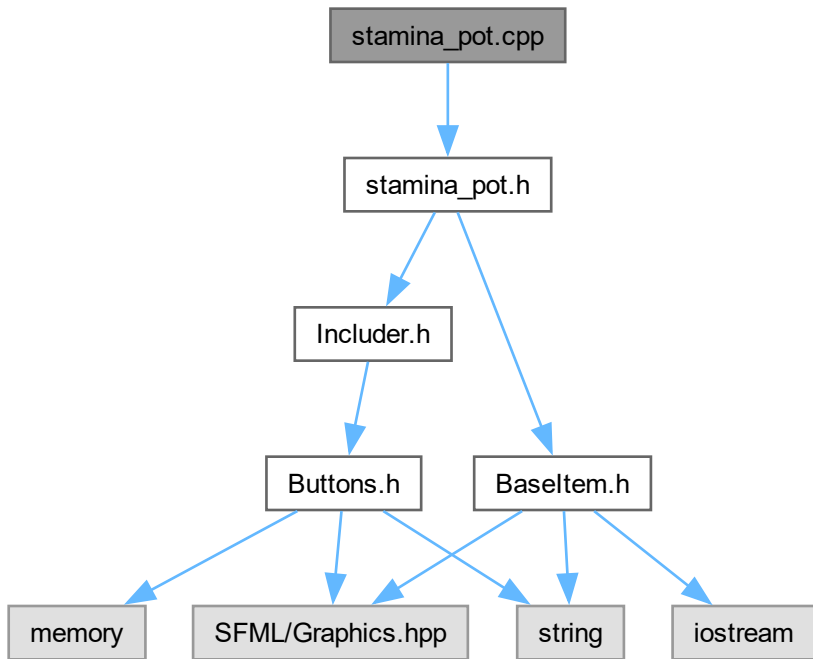 stamina_pot.cpp
stamina_pot.h
Includer.h
Buttons.h
BaseItem.h
memory
SFML/Graphics.hpp
string
iostream